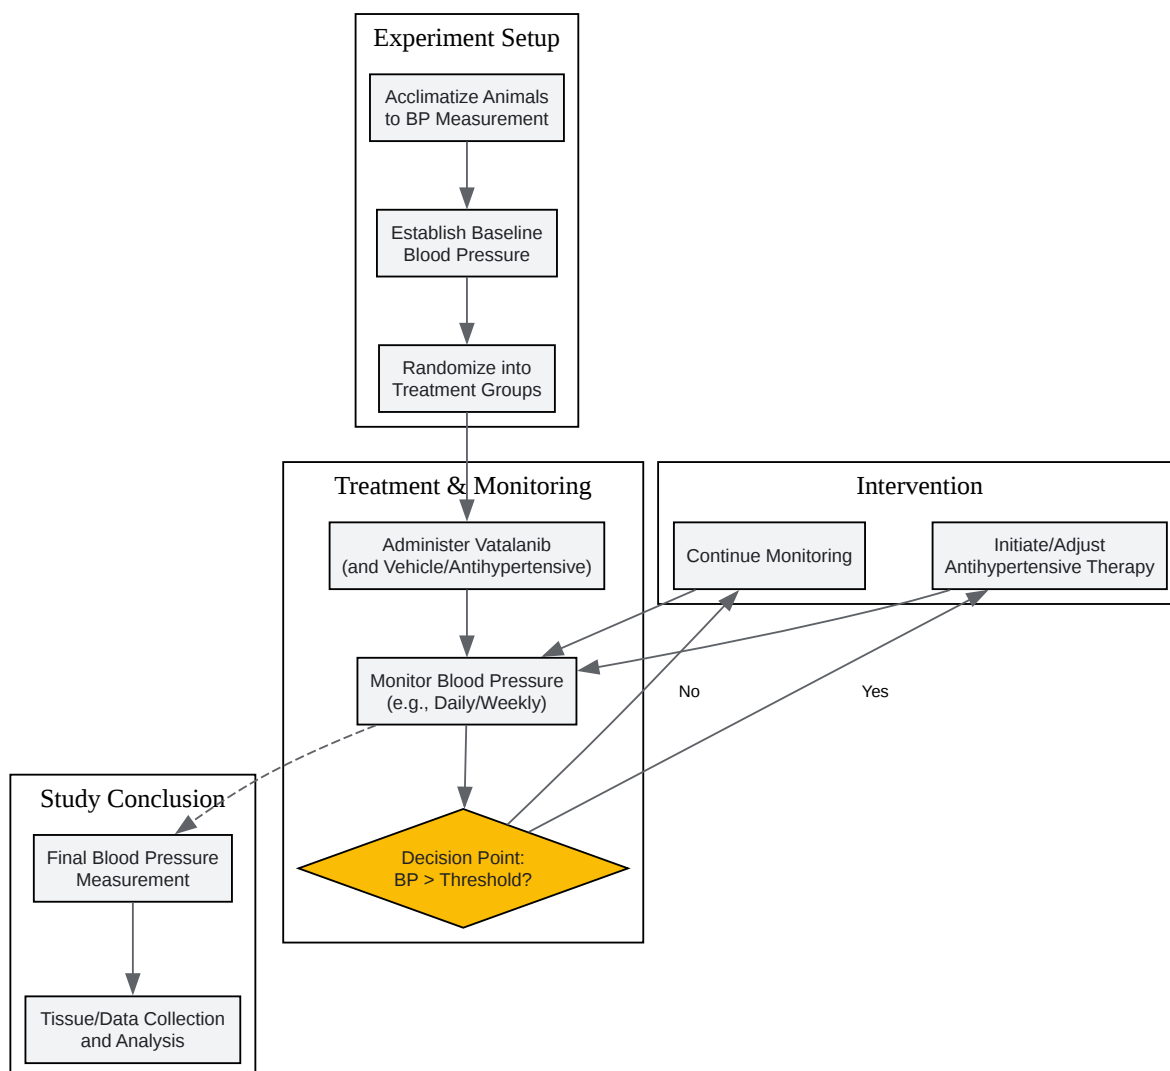 Experiment Setup
Acclimatize Animals
to BP Measurement
Establish Baseline
Blood Pressure
Randomize into
Treatment Groups
Treatment & Monitoring
Administer Vatalanib
(and Vehicle/Antihypertensive)
Monitor Blood Pressure
(e.g., Daily/Weekly)
Decision Point:
BP > Threshold?
Intervention
Continue Monitoring
Initiate/Adjust
Antihypertensive Therapy
No
Yes
Study Conclusion
Final Blood Pressure
Measurement
Tissue/Data Collection
and Analysis